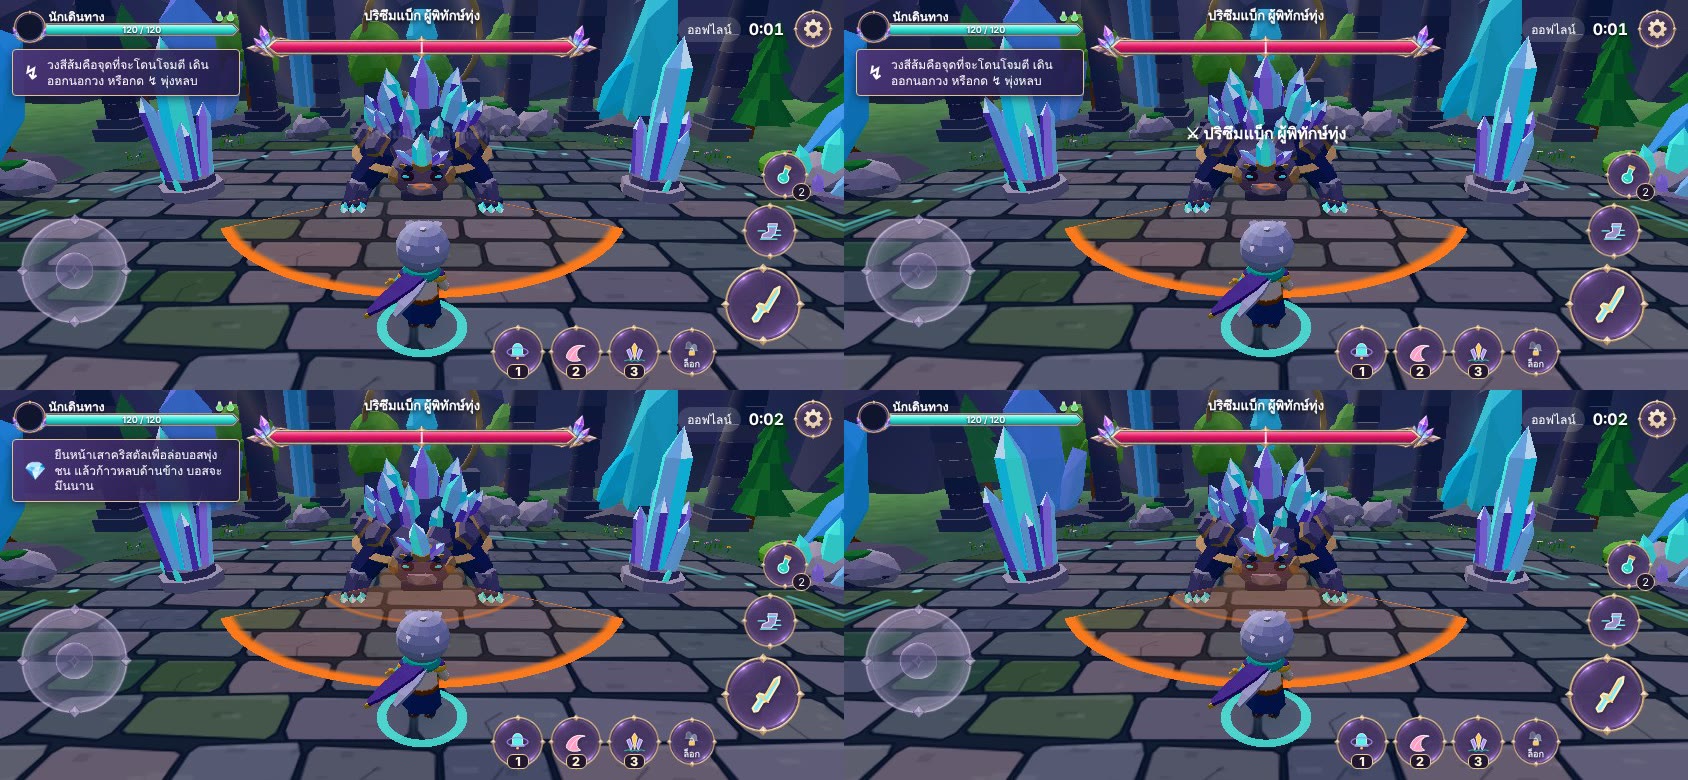 นักเดินทาง
120 / 120
ปริซึมแบ็ก ผู้พิทักษ์ทุ่ง
ออฟไลน์ 0:01
วงสีส้มคือจุดที่จะโดนโจมตี เดิน
ออกนอกวง หรือกด ↯ พุ่งหลบ
2
1 2 3 ล็อก
นักเดินทาง
120 / 120
ปริซึมแบ็ก ผู้พิทักษ์ทุ่ง
ออฟไลน์ 0:01
วงสีส้มคือจุดที่จะโดนโจมตี เดิน
ออกนอกวง หรือกด ↯ พุ่งหลบ
⚔ ปริซึมแบ็ก ผู้พิทักษ์ทุ่ง
2
1 2 3 ล็อก
นักเดินทาง
120 / 120
ปริซึมแบ็ก ผู้พิทักษ์ทุ่ง
ออฟไลน์ 0:02
ยืนหน้าเสาคริสตัลเพื่อล่อบอสพุ่ง
ชน แล้วก้าวหลบด้านข้าง บอสจะ
มึนนาน
2
1 2 3 ล็อก
นักเดินทาง
120 / 120
ปริซึมแบ็ก ผู้พิทักษ์ทุ่ง
ออฟไลน์ 0:02
2
1 2 3 ล็อก